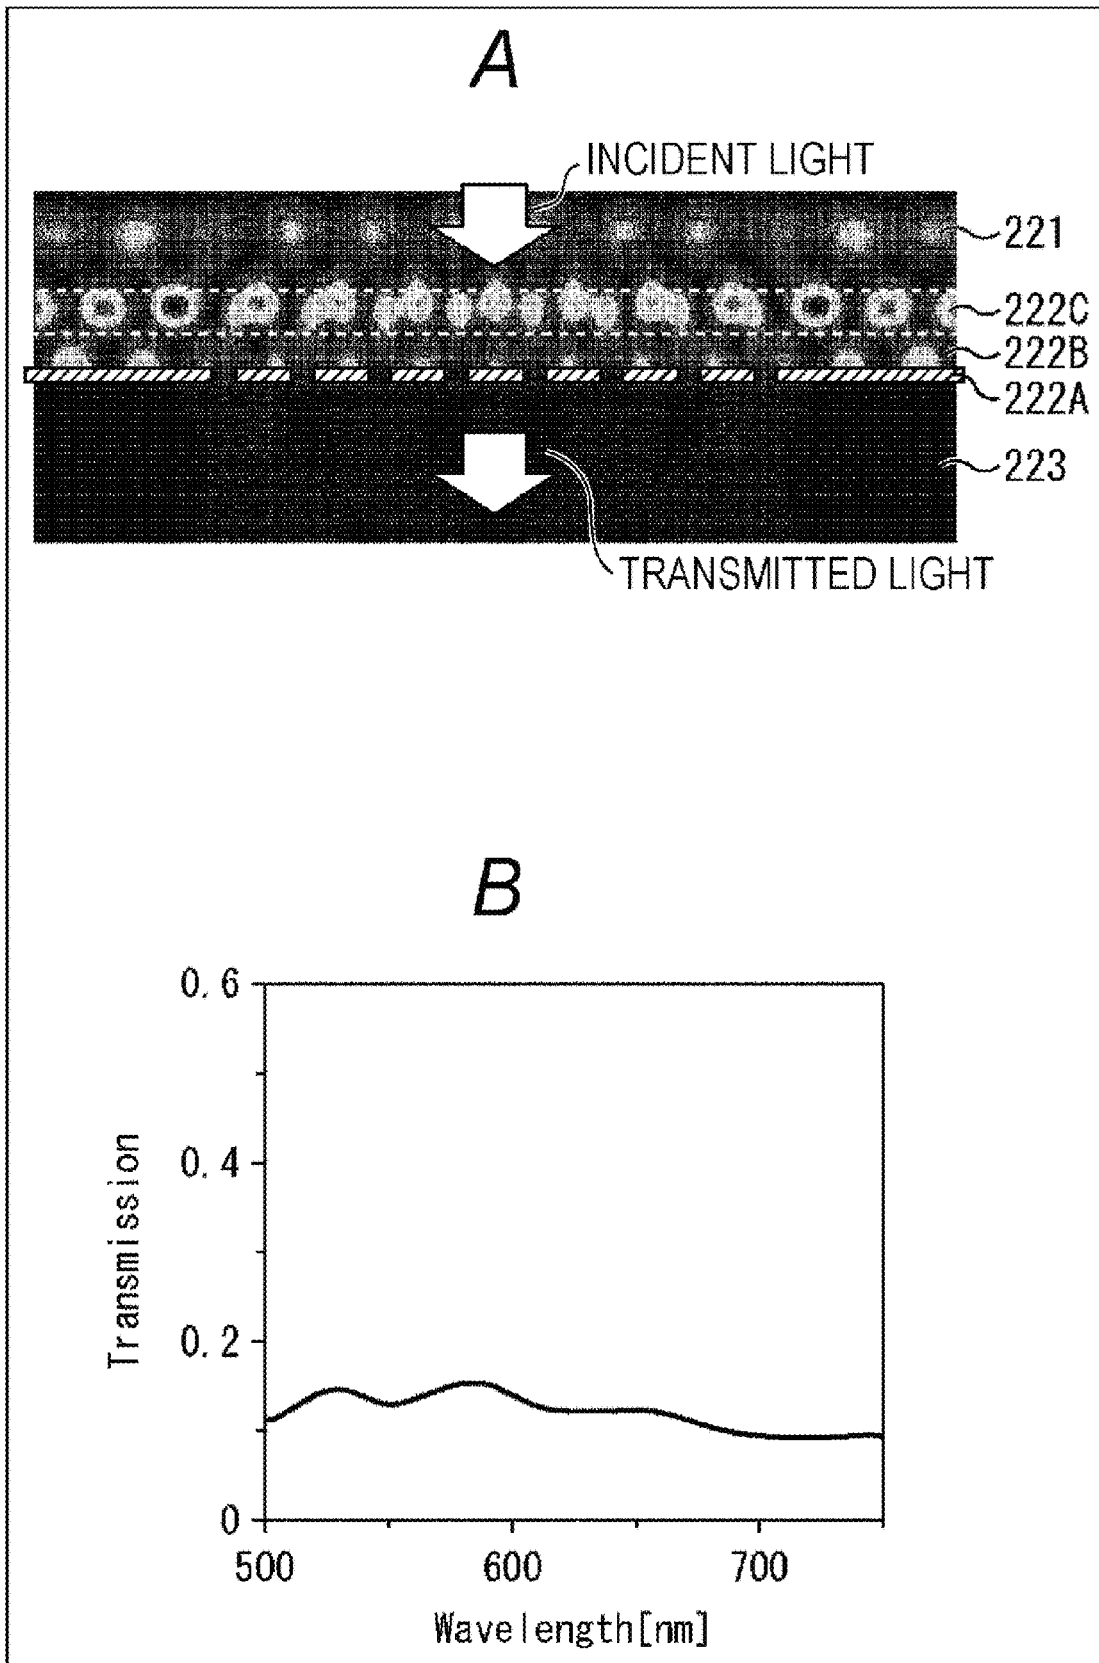 A
INCIDENT LIGHT
221
222C
222B
222A
223
TRANSMITTED LIGHT
B
0.6
0.4
0.2
0
Transmission
500 600 700
Wavelength[nm]